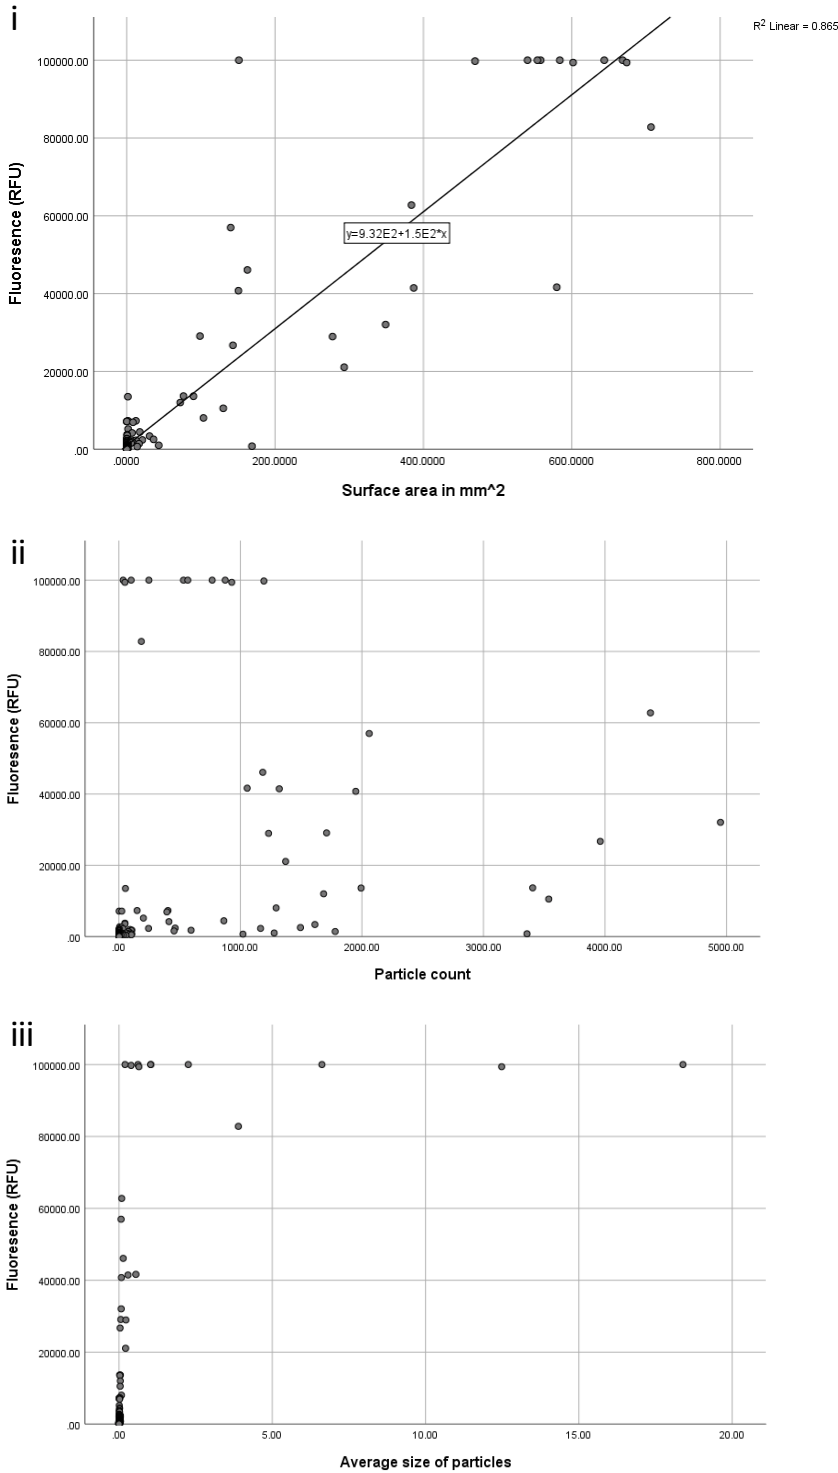 i
R² Linear = 0.865
100000.00
80000.00
60000.00
40000.00
20000.00
.00
Fluoresence (RFU)
y=9.32E2+1.5E2*x
.0000 200.0000 400.0000 600.0000 800.0000
Surface area in mm^2
ii
100000.00
80000.00
60000.00
40000.00
20000.00
.00
Fluoresence (RFU)
.00 1000.00 2000.00 3000.00 4000.00 5000.00
Particle count
iii
100000.00
80000.00
60000.00
40000.00
20000.00
.00
Fluoresence (RFU)
.00 5.00 10.00 15.00 20.00
Average size of particles